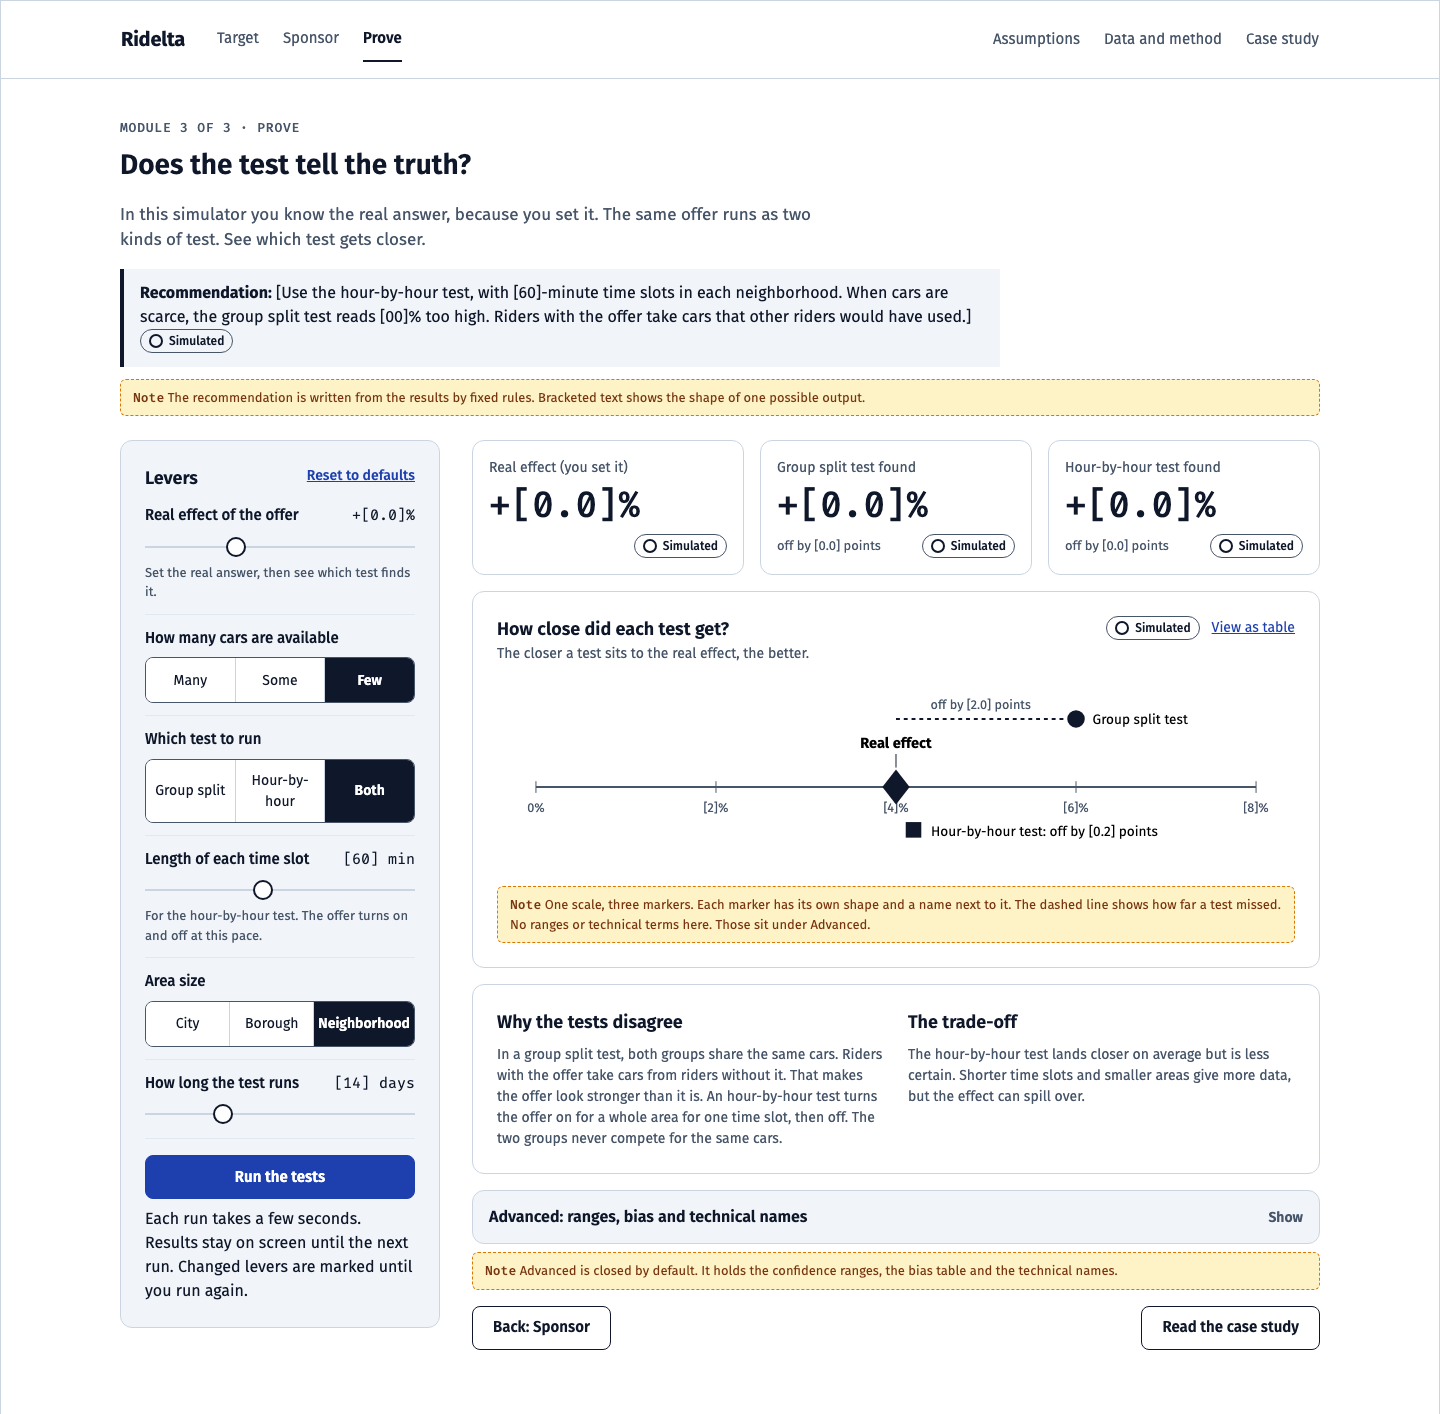 Ridelta
Target
Sponsor
Prove
Assumptions
Data and method
Case study
MODULE 3 OF 3 · PROVE
Does the test tell the truth?
In this simulator you know the real answer, because you set it. The same offer runs as two
kinds of test. See which test gets closer.
Recommendation: [Use the hour-by-hour test, with [60]-minute time slots in each neighborhood. When cars are
scarce, the group split test reads [00]% too high. Riders with the offer take cars that other riders would have used.]
Simulated
Note The recommendation is written from the results by fixed rules. Bracketed text shows the shape of one possible output.
Levers
Reset to defaults
Real effect of the offer
+[0.0]%
Set the real answer, then see which test finds
it.
How many cars are available
Many
Some
Few
Which test to run
Group split
Hour-by-
hour
Both
Length of each time slot
[60] min
For the hour-by-hour test. The offer turns on
and off at this pace.
Area size
City
Borough
Neighborhood
How long the test runs
[14] days
Run the tests
Each run takes a few seconds.
Results stay on screen until the next
run. Changed levers are marked until
you run again.
Real effect (you set it)
+[0.0]%
Simulated
Group split test found
+[0.0]%
off by [0.0] points
Simulated
Hour-by-hour test found
+[0.0]%
off by [0.0] points
Simulated
How close did each test get?
Simulated
View as table
The closer a test sits to the real effect, the better.
off by [2.0] points
Group split test
Real effect
0%
[2]%
[4]%
[6]%
[8]%
Hour-by-hour test: off by [0.2] points
Note One scale, three markers. Each marker has its own shape and a name next to it. The dashed line shows how far a test missed.
No ranges or technical terms here. Those sit under Advanced.
Why the tests disagree
In a group split test, both groups share the same cars. Riders
with the offer take cars from riders without it. That makes
the offer look stronger than it is. An hour-by-hour test turns
the offer on for a whole area for one time slot, then off. The
two groups never compete for the same cars.
The trade-off
The hour-by-hour test lands closer on average but is less
certain. Shorter time slots and smaller areas give more data,
but the effect can spill over.
Advanced: ranges, bias and technical names
Show
Note Advanced is closed by default. It holds the confidence ranges, the bias table and the technical names.
Back: Sponsor
Read the case study